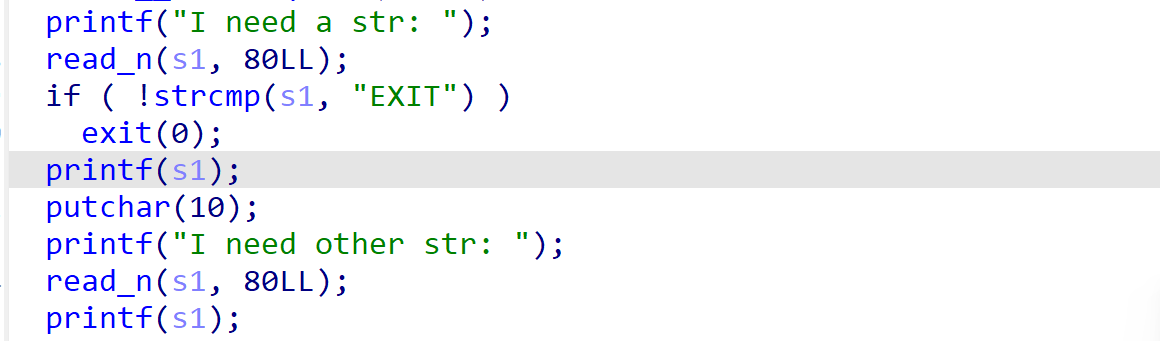 printf("I need a str: ");
read_n(s1, 80LL);
if ( !strcmp(s1, "EXIT") )
exit(0);
printf(s1);
putchar(10);
printf("I need other str: ");
read_n(s1, 80LL);
printf(s1);